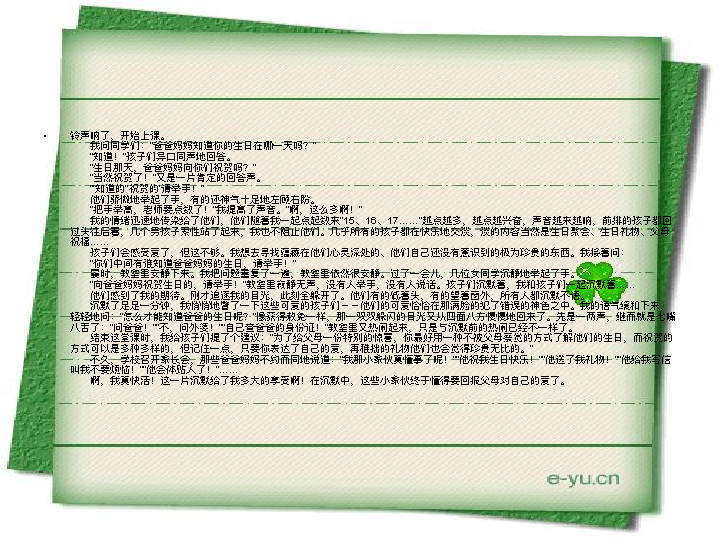 铃声响了，开始上课。
我问同学们："爸爸妈妈知道你的生日在哪一天吗？"
"知道！"孩子们异口同声地回答。
"生日那天，爸爸妈妈向你们祝贺吗？"
"当然祝贺了！"又是一片肯定的回答声。
"'知道的''祝贺的'请举手！"
他们骄傲地举起了手，有的还神气十足地左顾右盼。
"把手举高，老师要点数了！"我提高了声音。"啊，这么多啊！"
我的情绪迅速地传染给了他们，他们随着我一起点起数来"15、16、17……"越点越多，越点越兴奋，声音越来越响，前排的孩子都回
过头往后看，几个男孩子索性站了起来，我也不阻止他们。几乎所有的孩子都在快乐地交谈，谈的内容当然是生日聚会、生日礼物、父母
祝福……
孩子们会感受爱了，但这不够。我想去寻找蕴藏在他们心灵深处的、他们自己还没有意识到的极为珍贵的东西。我接着问：
"你们中间有谁知道爸爸妈妈的生日，请举手！"
霎时，教室里安静下来。我把问题重复了一遍，教室里依然很安静。过了一会儿，几位女同学沉静地举起了手。
"向爸爸妈妈祝贺生日的，请举手！"教室里寂静无声，没有人举手，没有人说话。孩子们沉默着，我和孩子们一起沉默着……
他们感到了我的期待。刚才追逐我的目光，此刻全躲开了。他们有的低着头，有的望着窗外，所有人都沉默不语。
沉默了足足一分钟，我悄悄地瞥了一下这些可爱的孩子们－－他们的可爱恰恰在那满脸的犯了错误的神色之中。我的语气缓和下来，
轻轻地问："怎么才能知道爸爸的生日呢？"像获得赦免一样，那一双双躲闪的目光又从四面八方慢慢地回来了。先是一两声，继而就是七嘴
八舌了："问爸爸！""不，问外婆！""自己查爸爸的身份证！"教室里又热闹起来，只是与沉默前的热闹已经不一样了。
结束这堂课时，我给孩子们提了个建议："为了给父母一份特别的惊喜，你最好用一种不被父母察觉的方式了解他们的生日，而祝贺的
方式可以是多种多样的，但记住一点，只要你表达了自己的爱，再稚拙的礼物他们也会觉得珍贵无比的。"
不久，学校召开家长会，那些爸爸妈妈不约而同地说道："我那小家伙真懂事了呢！""他祝我生日快乐！""他送了我礼物！""他给我写信
叫我不要烦恼！""他会体贴人了！"……
啊，我真快活！这一片沉默给了我多大的享受啊！在沉默中，这些小家伙终于懂得要回报父母对自己的爱了。
e-yu.cn